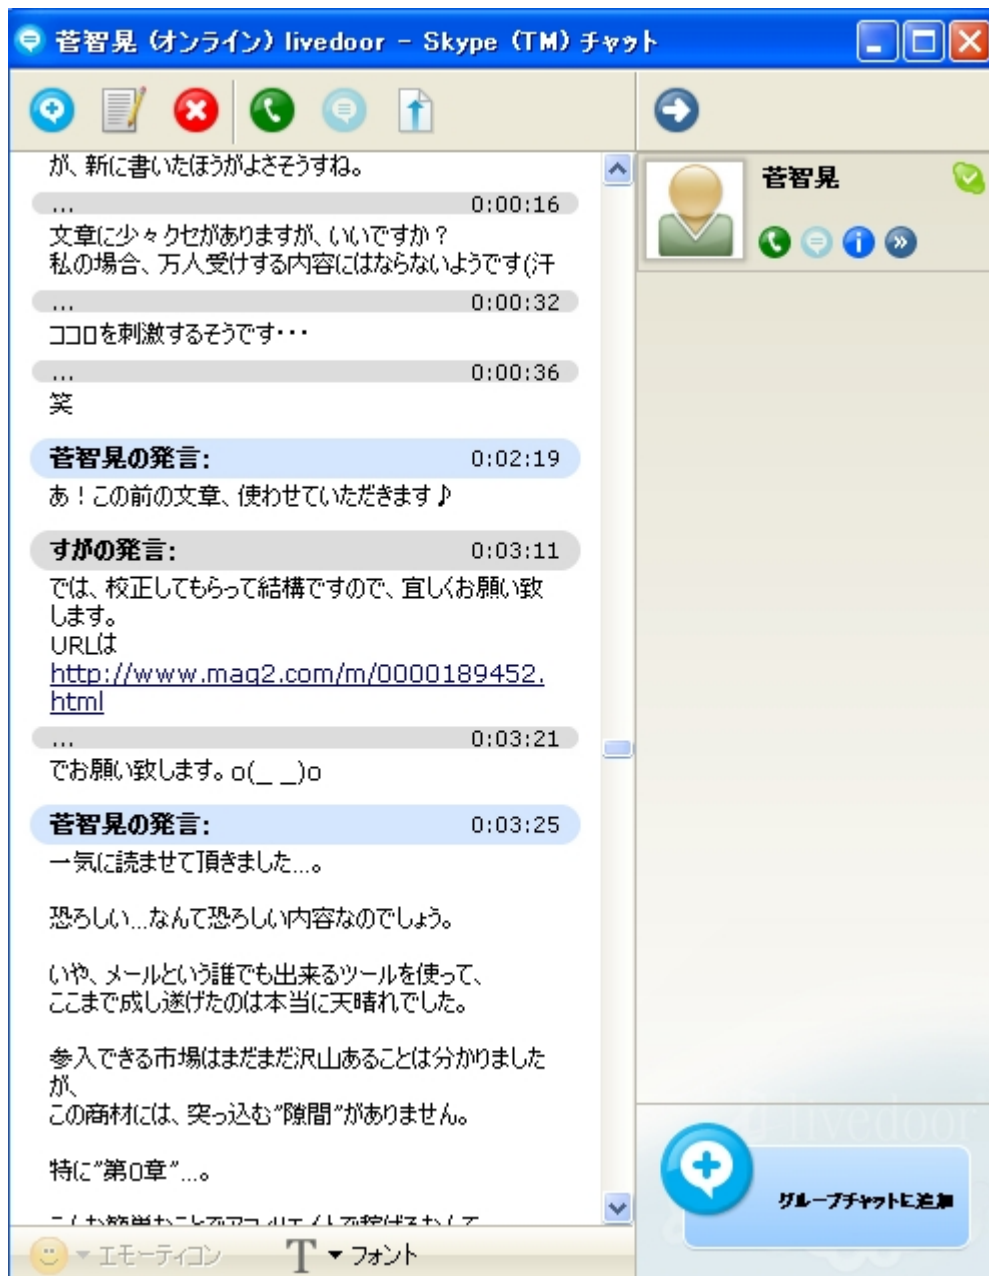 菅智晃 (オンライン) livedoor - Skype (TM) チャット
が、新に書いたほうがよさそうすね。
... 0:00:16
文章に少々クセがありますが、いいですか?
私の場合、万人受けする内容にはならないようです(汗
... 0:00:32
ココロを刺激するそうです・・・
... 0:00:36
笑
菅智晃の発言: 0:02:19
あ!この前の文章、使わせていただきます♪
すがの発言: 0:03:11
では、校正してもらって結構ですので、宜しくお願い致
します。
URLは
http://www.mag2.com/m/0000189452.
html
... 0:03:21
でお願い致します。o(_ _)o
菅智晃の発言: 0:03:25
一気に読ませて頂きました...。
恐ろしい...なんて恐ろしい内容なのでしょう。
いや、メールという誰でも出来るツールを使って、
ここまで成し遂げたのは本当に天晴れでした。
参入できる市場はまだまだ沢山あることは分かりました
が、
この商材には、突っ込む"隙間"がありません。
特に"第0章"...。
菅智晃
livedoor
グループチャットに追加
エモーティコン
フォント